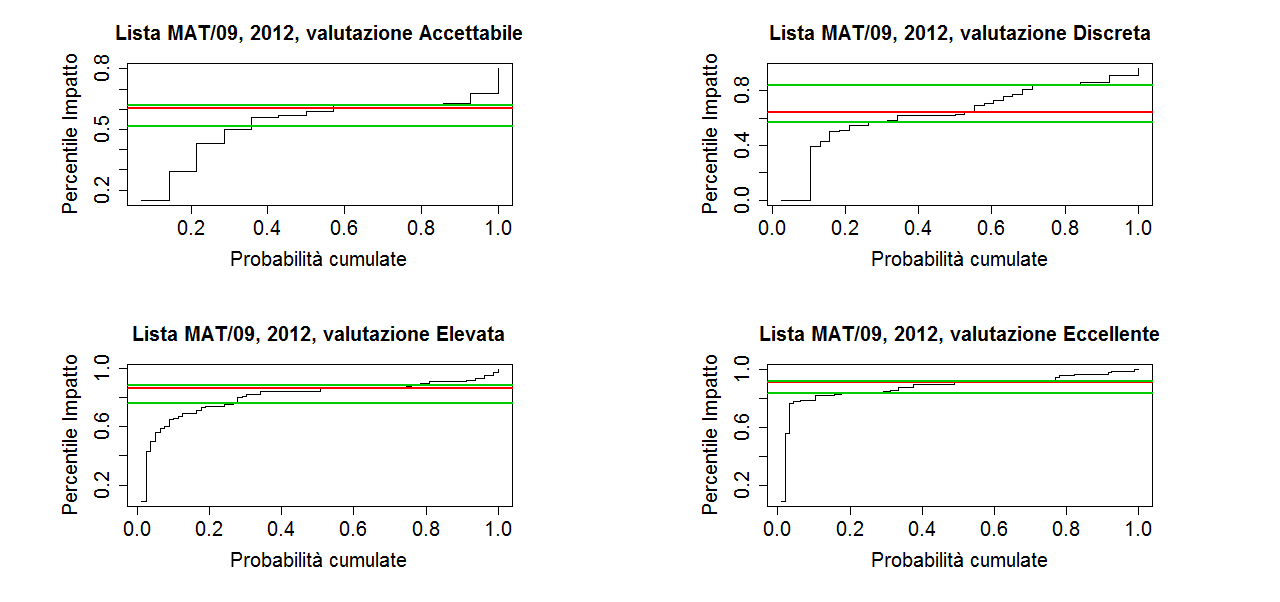 Lista MAT/09, 2012, valutazione Accettabile
Percentile Impatto
0.2 0.5 0.8
0.2 0.4 0.6 0.8 1.0
Probabilità cumulate
Lista MAT/09, 2012, valutazione Discreta
Percentile Impatto
0.0 0.4 0.8
0.0 0.2 0.4 0.6 0.8 1.0
Probabilità cumulate
Lista MAT/09, 2012, valutazione Elevata
Percentile Impatto
0.2 0.6 1.0
0.0 0.2 0.4 0.6 0.8 1.0
Probabilità cumulate
Lista MAT/09, 2012, valutazione Eccellente
Percentile Impatto
0.2 0.6 1.0
0.0 0.2 0.4 0.6 0.8 1.0
Probabilità cumulate